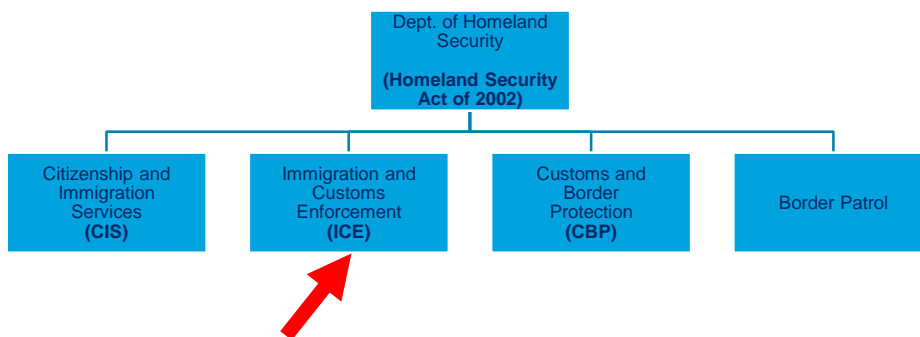 Dept. of Homeland
Security
(Homeland Security
Act of 2002)
Citizenship and
Immigration
Services
(CIS)
Immigration and
Customs
Enforcement
(ICE)
Customs and
Border
Protection
(CBP)
Border Patrol